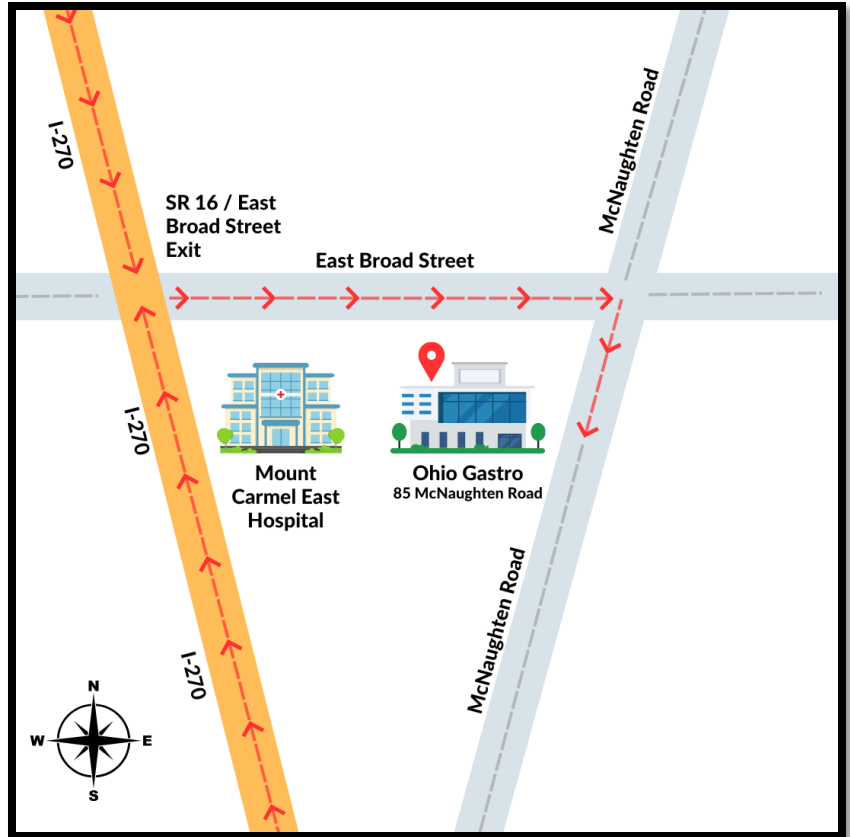 I-270
McNaughten Road
SR 16 / East
Broad Street
Exit
East Broad Street
I-270
Mount
Carmel East
Hospital
Ohio Gastro
85 McNaughten Road
McNaughten Road
I-270
N
W
E
S